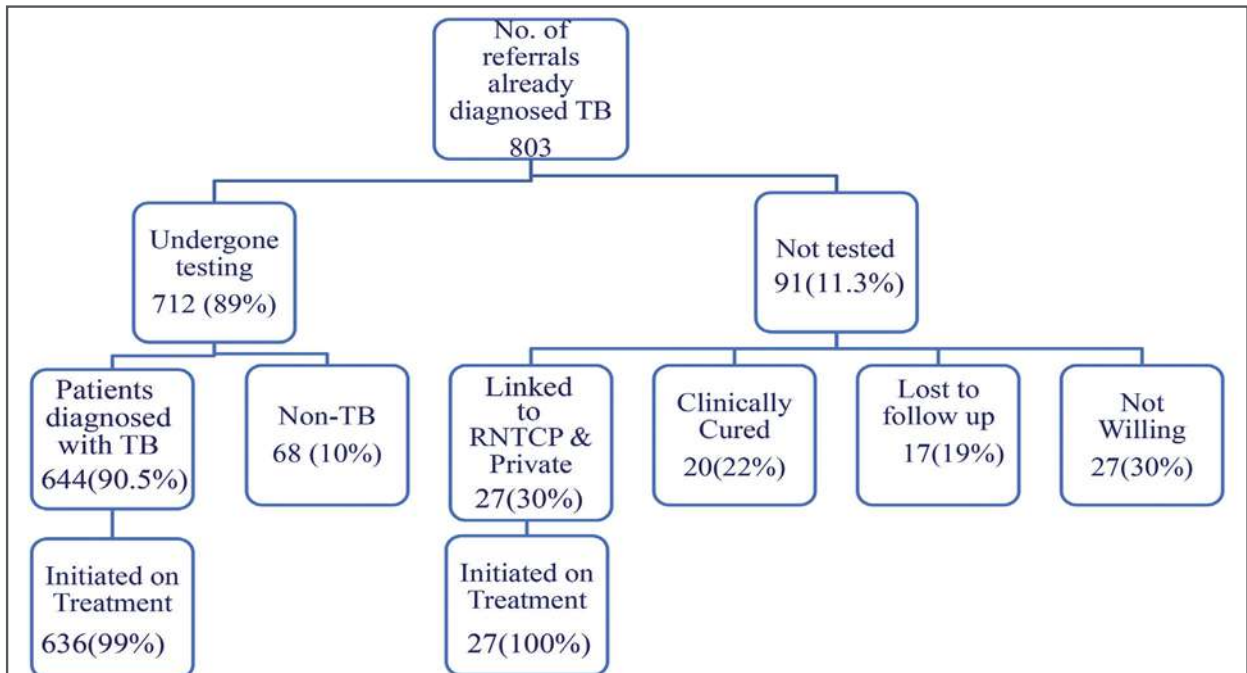 No. of
referrals
already
diagnosed TB
803
Undergone
testing
712 (89%)
Not tested
91(11.3%)
Patients
diagnosed
with TB
644(90.5%)
Non-TB
68 (10%)
Linked
to
RNTCP &
Private
27(30%)
Clinically
Cured
20(22%)
Lost to
follow up
17(19%)
Not
Willing
27(30%)
Initiated on
Treatment
636(99%)
Initiated on
Treatment
27(100%)